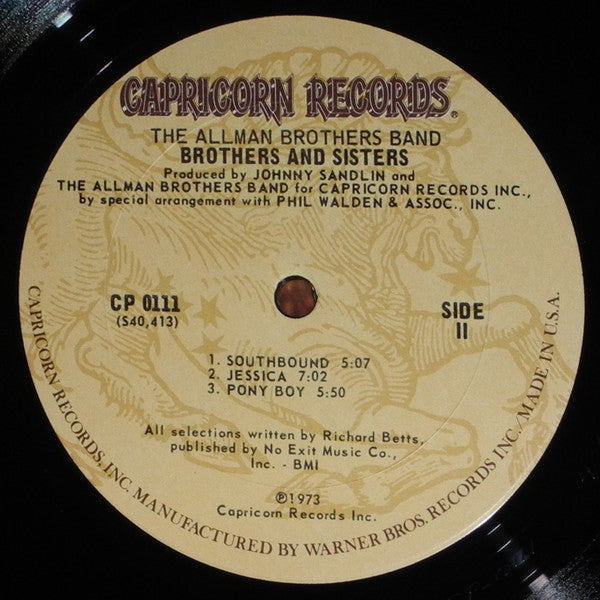 CAPRICORN RECORDS®
THE ALLMAN BROTHERS BAND
BROTHERS AND SISTERS
Produced by JOHNNY SANDLIN and
THE ALLMAN BROTHERS BAND for CAPRICORN RECORDS INC.,
by special arrangement with PHIL WALDEN & ASSOC., INC.
CP 0111
(S40,413)
SIDE
II
1. SOUTHBOUND 5:07
2. JESSICA 7:02
3. PONY BOY 5:50
All selections written by Richard Betts,
published by No Exit Music Co.,
Inc. - BMI
℗1973
Capricorn Records Inc.
CAPRICORN RECORDS, INC. MANUFACTURED BY WARNER BROS. RECORDS INC./MADE IN U.S.A.